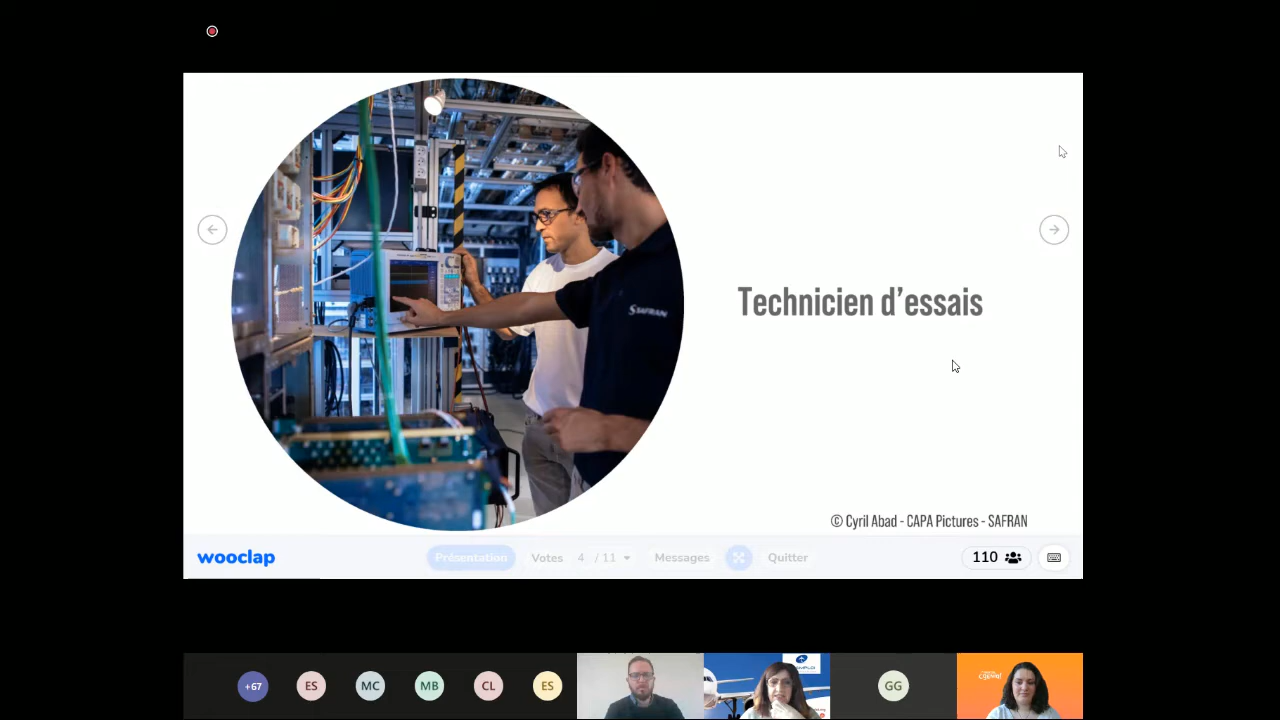 SAFRAN
Technicien d’essais
© Cyril Abad - CAPA Pictures - SAFRAN
wooclap
Présentation
Votes 4 / 11
Messages
Quitter
110
+67
ES
MC
MB
CL
ES
GG